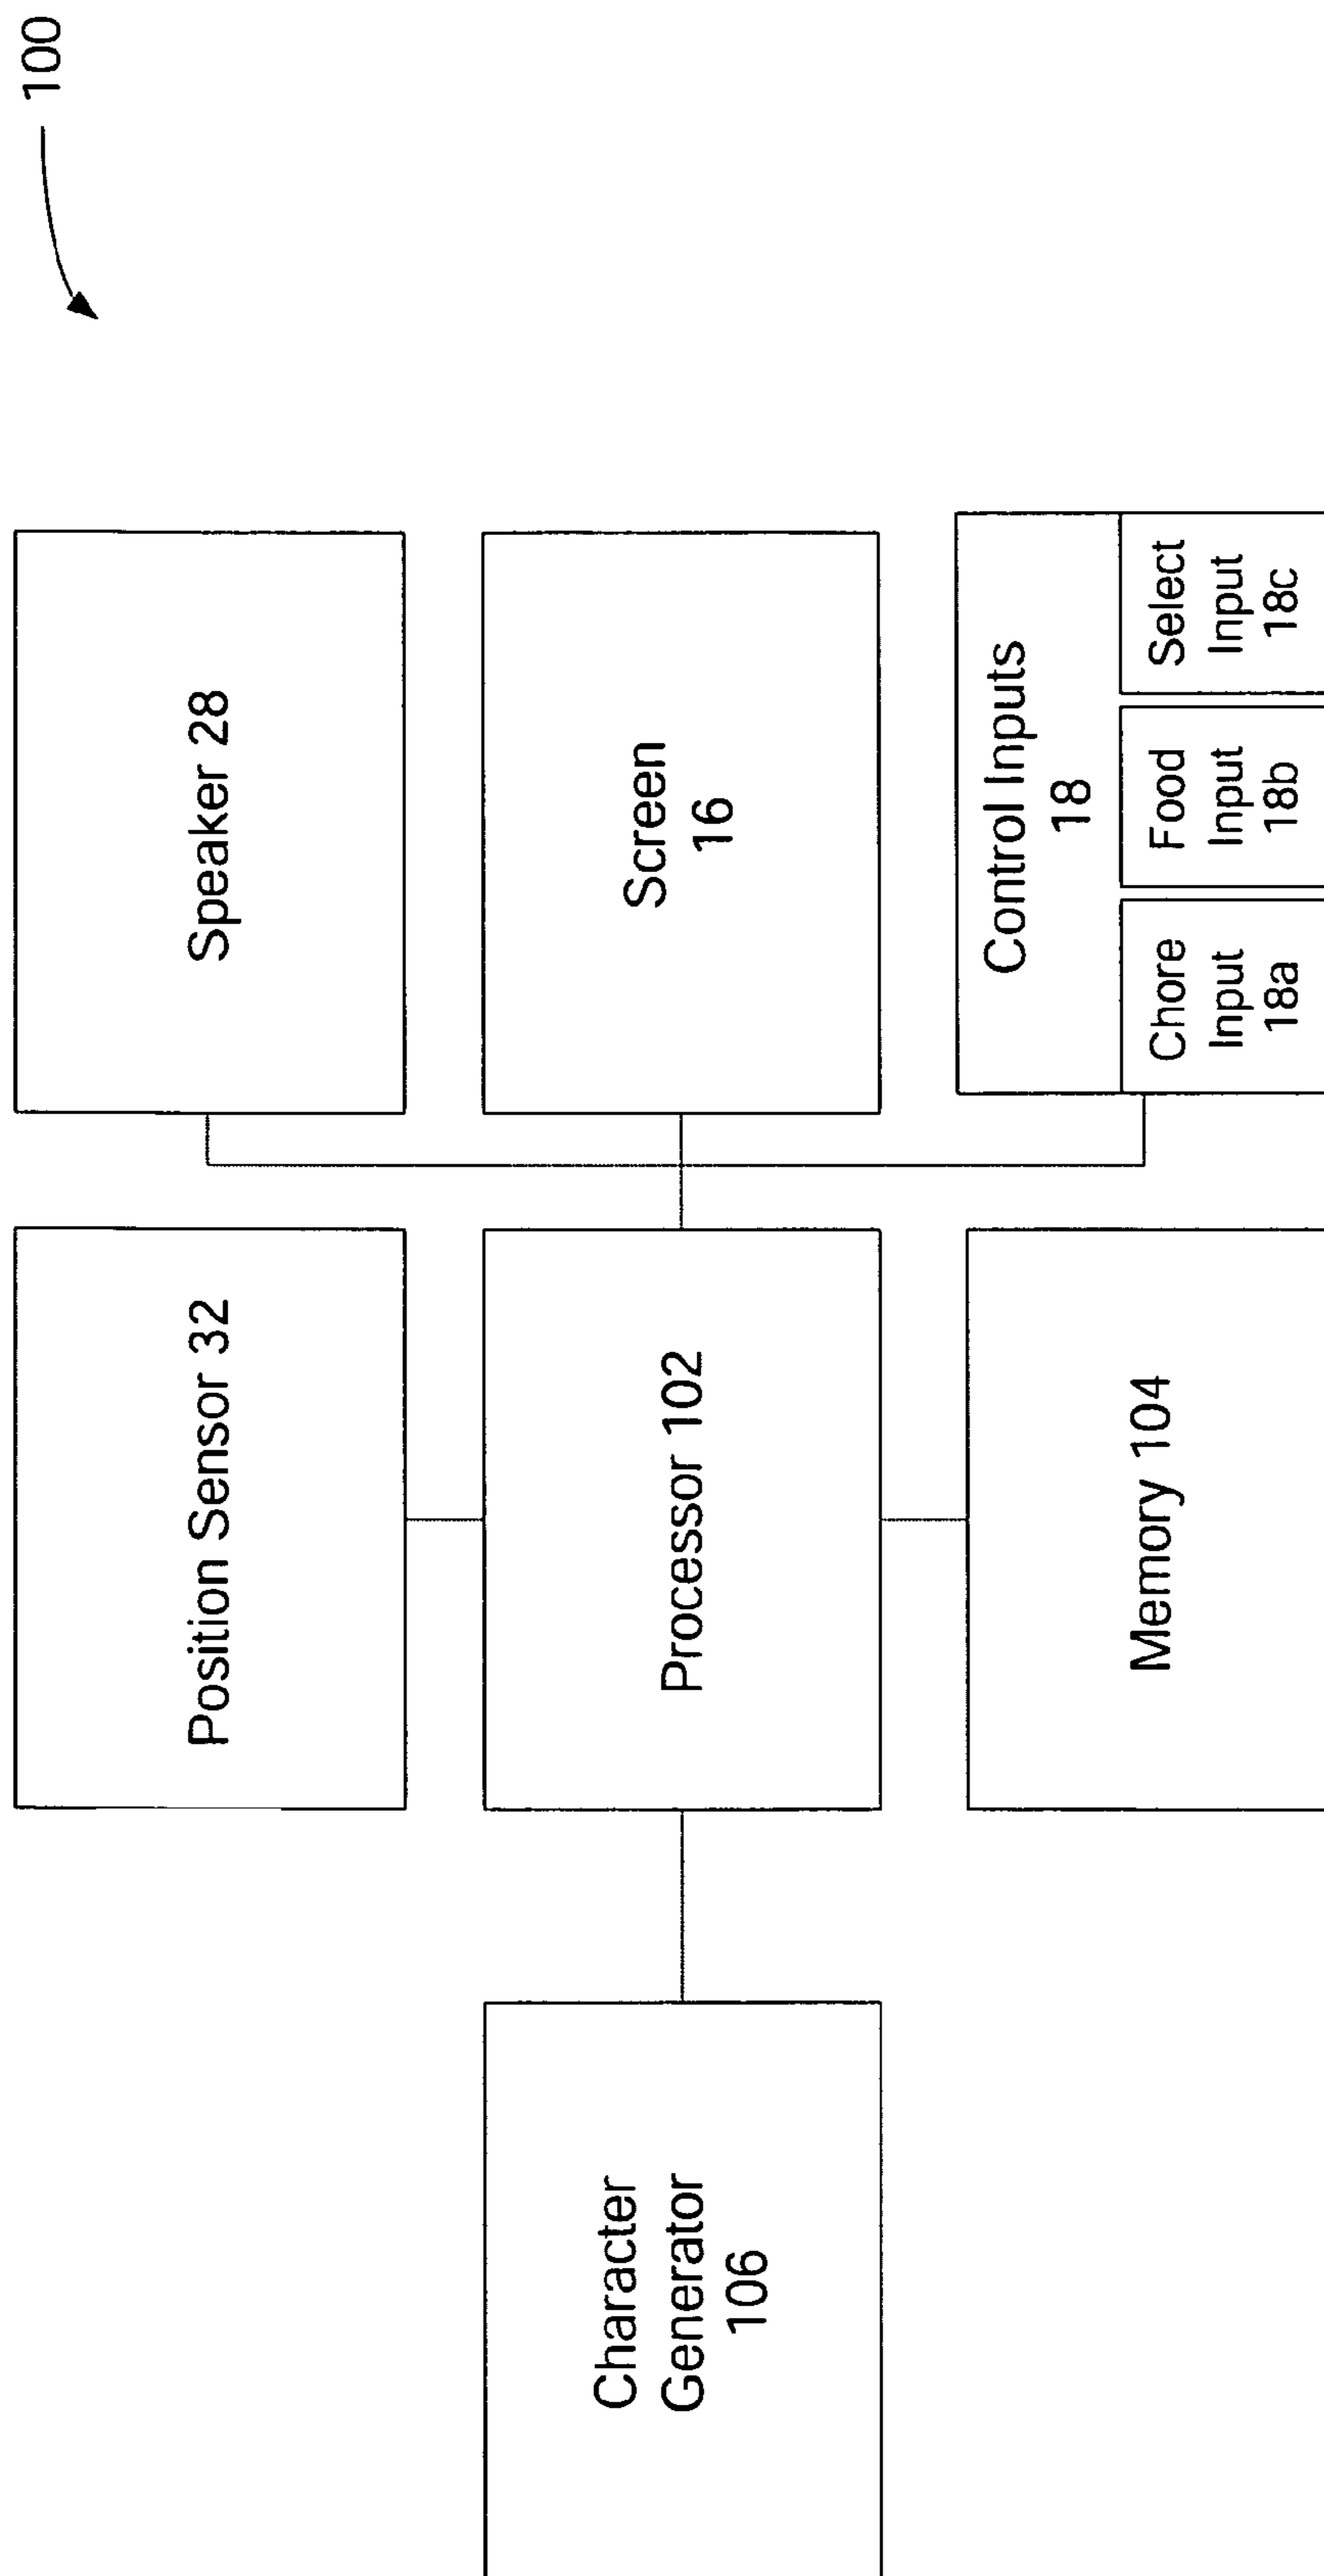 100
Speaker 28
Position Sensor 32
Screen
16
Processor 102
Character
Generator
106
Control Inputs
18
Chore
Input
18a
Food
Input
18b
Select
Input
18c
Memory 104